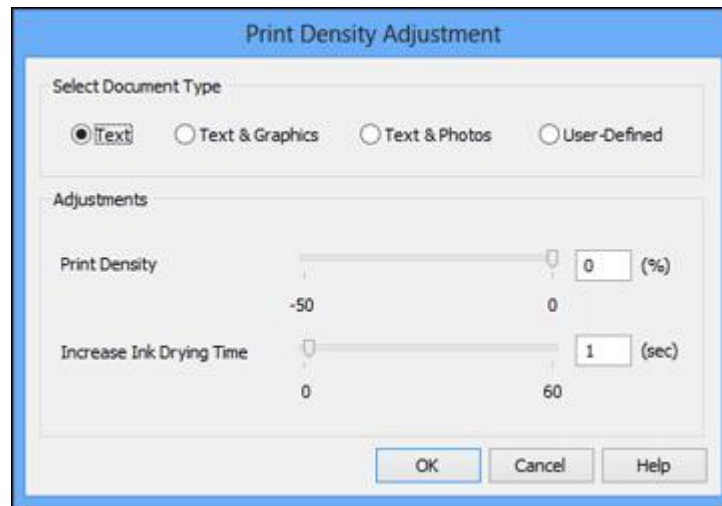 Print Density Adjustment
Select Document Type
Text Text & Graphics Text & Photos User-Defined
Adjustments
Print Density 0 (%)
-50 0
Increase Ink Drying Time 1 (sec)
0 60
OK Cancel Help